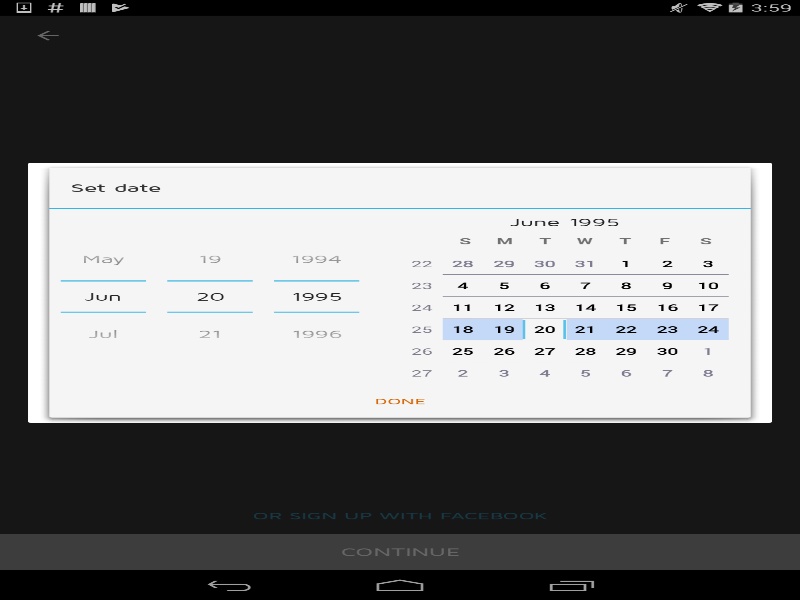 3:59
Set date
May 19 1994
Jun 20 1995
Jul 21 1996
June 1995
S M T W T F S
22 28 29 30 31 1 2 3
23 4 5 6 7 8 9 10
24 11 12 13 14 15 16 17
25 18 19 20 21 22 23 24
26 25 26 27 28 29 30 1
27 2 3 4 5 6 7 8
DONE
OR SIGN UP WITH FACEBOOK
CONTINUE